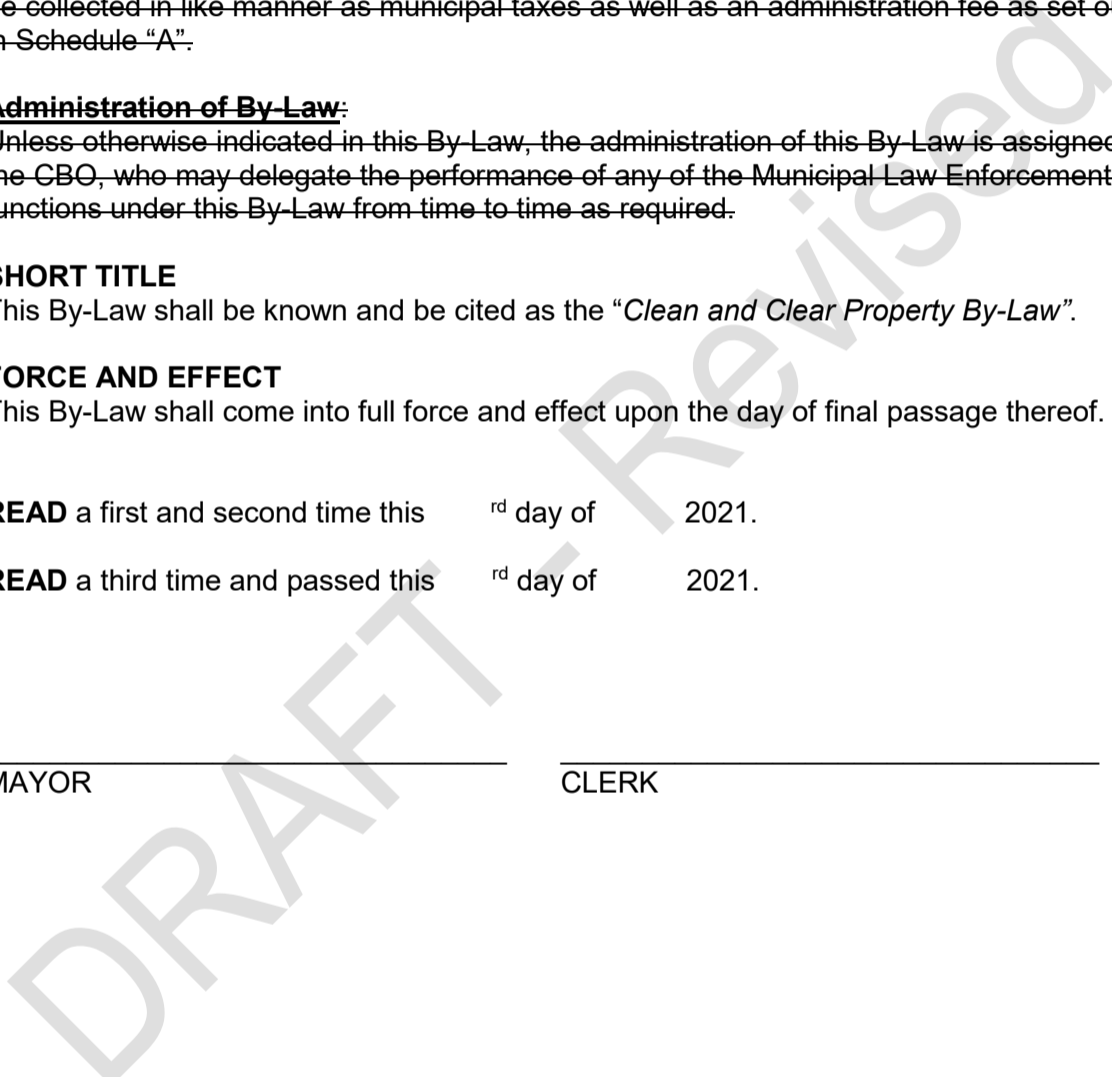 e collected in like manner as municipal taxes as well as an administration fee as set o
n Schedule “A”.
Administration of By-Law:
Unless otherwise indicated in this By-Law, the administration of this By-Law is assigned
he CBO, who may delegate the performance of any of the Municipal Law Enforcement
unctions under this By-Law from time to time as required.
SHORT TITLE
This By-Law shall be known and be cited as the “Clean and Clear Property By-Law”.
FORCE AND EFFECT
This By-Law shall come into full force and effect upon the day of final passage thereof.
READ a first and second time this rd day of 2021.
READ a third time and passed this rd day of 2021.
MAYOR CLERK
DRAFT - Revised